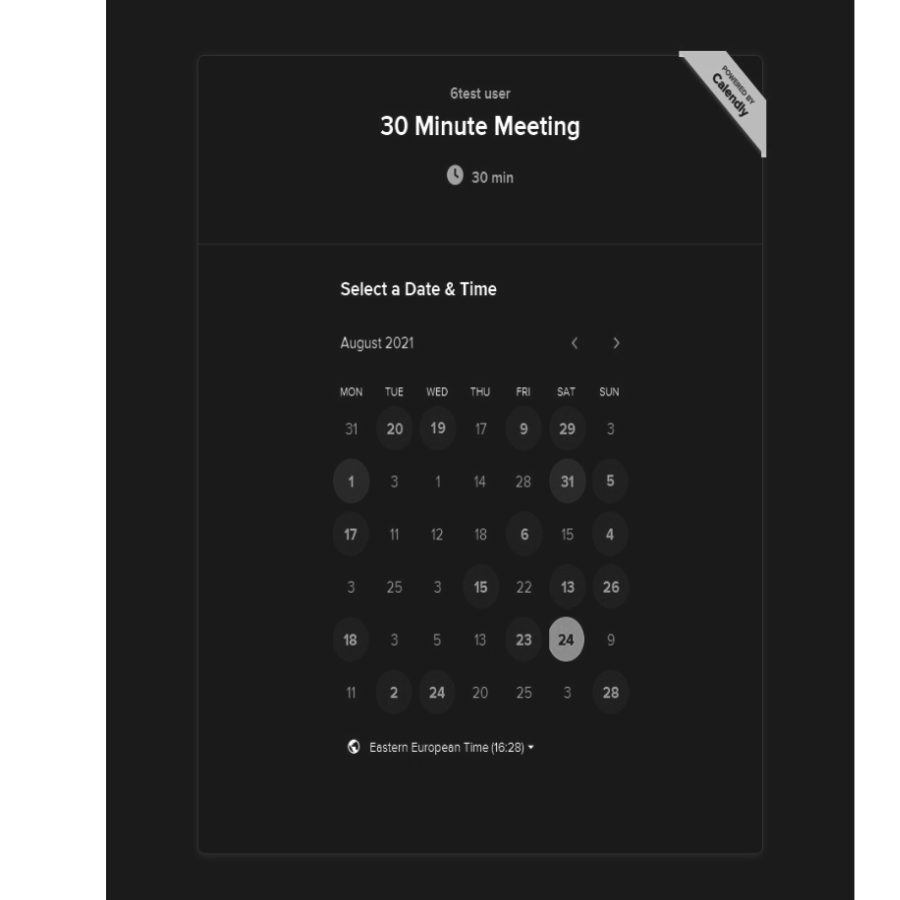 POWERED BY
Calendly
6test user
30 Minute Meeting
30 min
Select a Date & Time
August 2021
MON TUE WED THU FRI SAT SUN
31 20 19 17 9 29 3
1 3 1 14 28 31 5
17 11 12 18 6 15 4
3 25 3 15 22 13 26
18 3 5 13 23 24 9
11 2 24 20 25 3 28
Eastern European Time (16:28)